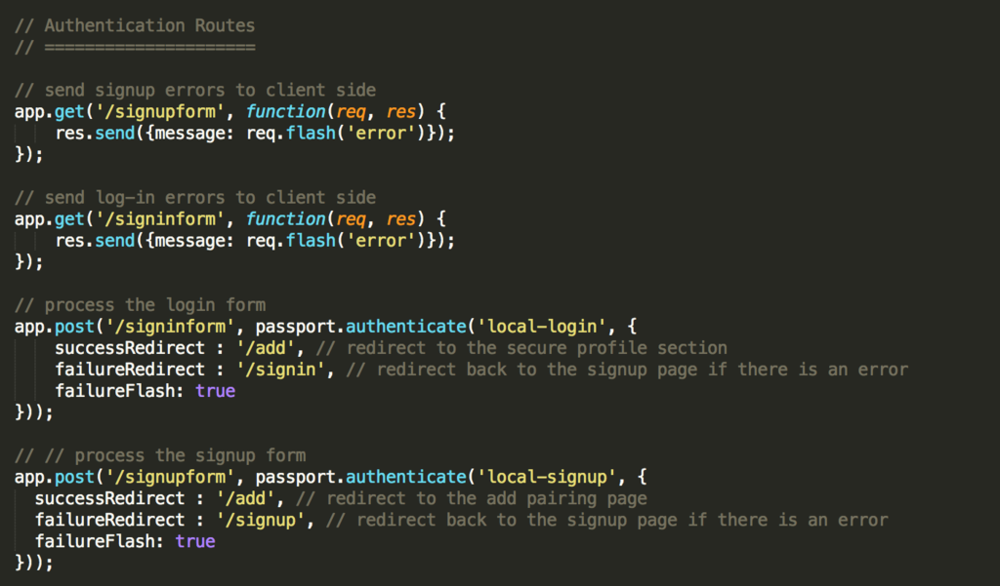 // Authentication Routes
// =====================
// send signup errors to client side
app.get('/signupform', function(req, res) {
    res.send({message: req.flash('error')});
});
// send log-in errors to client side
app.get('/signinform', function(req, res) {
    res.send({message: req.flash('error')});
});
// process the login form
app.post('/signinform', passport.authenticate('local-login', {
    successRedirect : '/add', // redirect to the secure profile section
    failureRedirect : '/signin', // redirect back to the signup page if there is an error
    failureFlash: true
}));
// // process the signup form
app.post('/signupform', passport.authenticate('local-signup', {
  successRedirect : '/add', // redirect to the add pairing page
  failureRedirect : '/signup', // redirect back to the signup page if there is an error
  failureFlash: true
}));